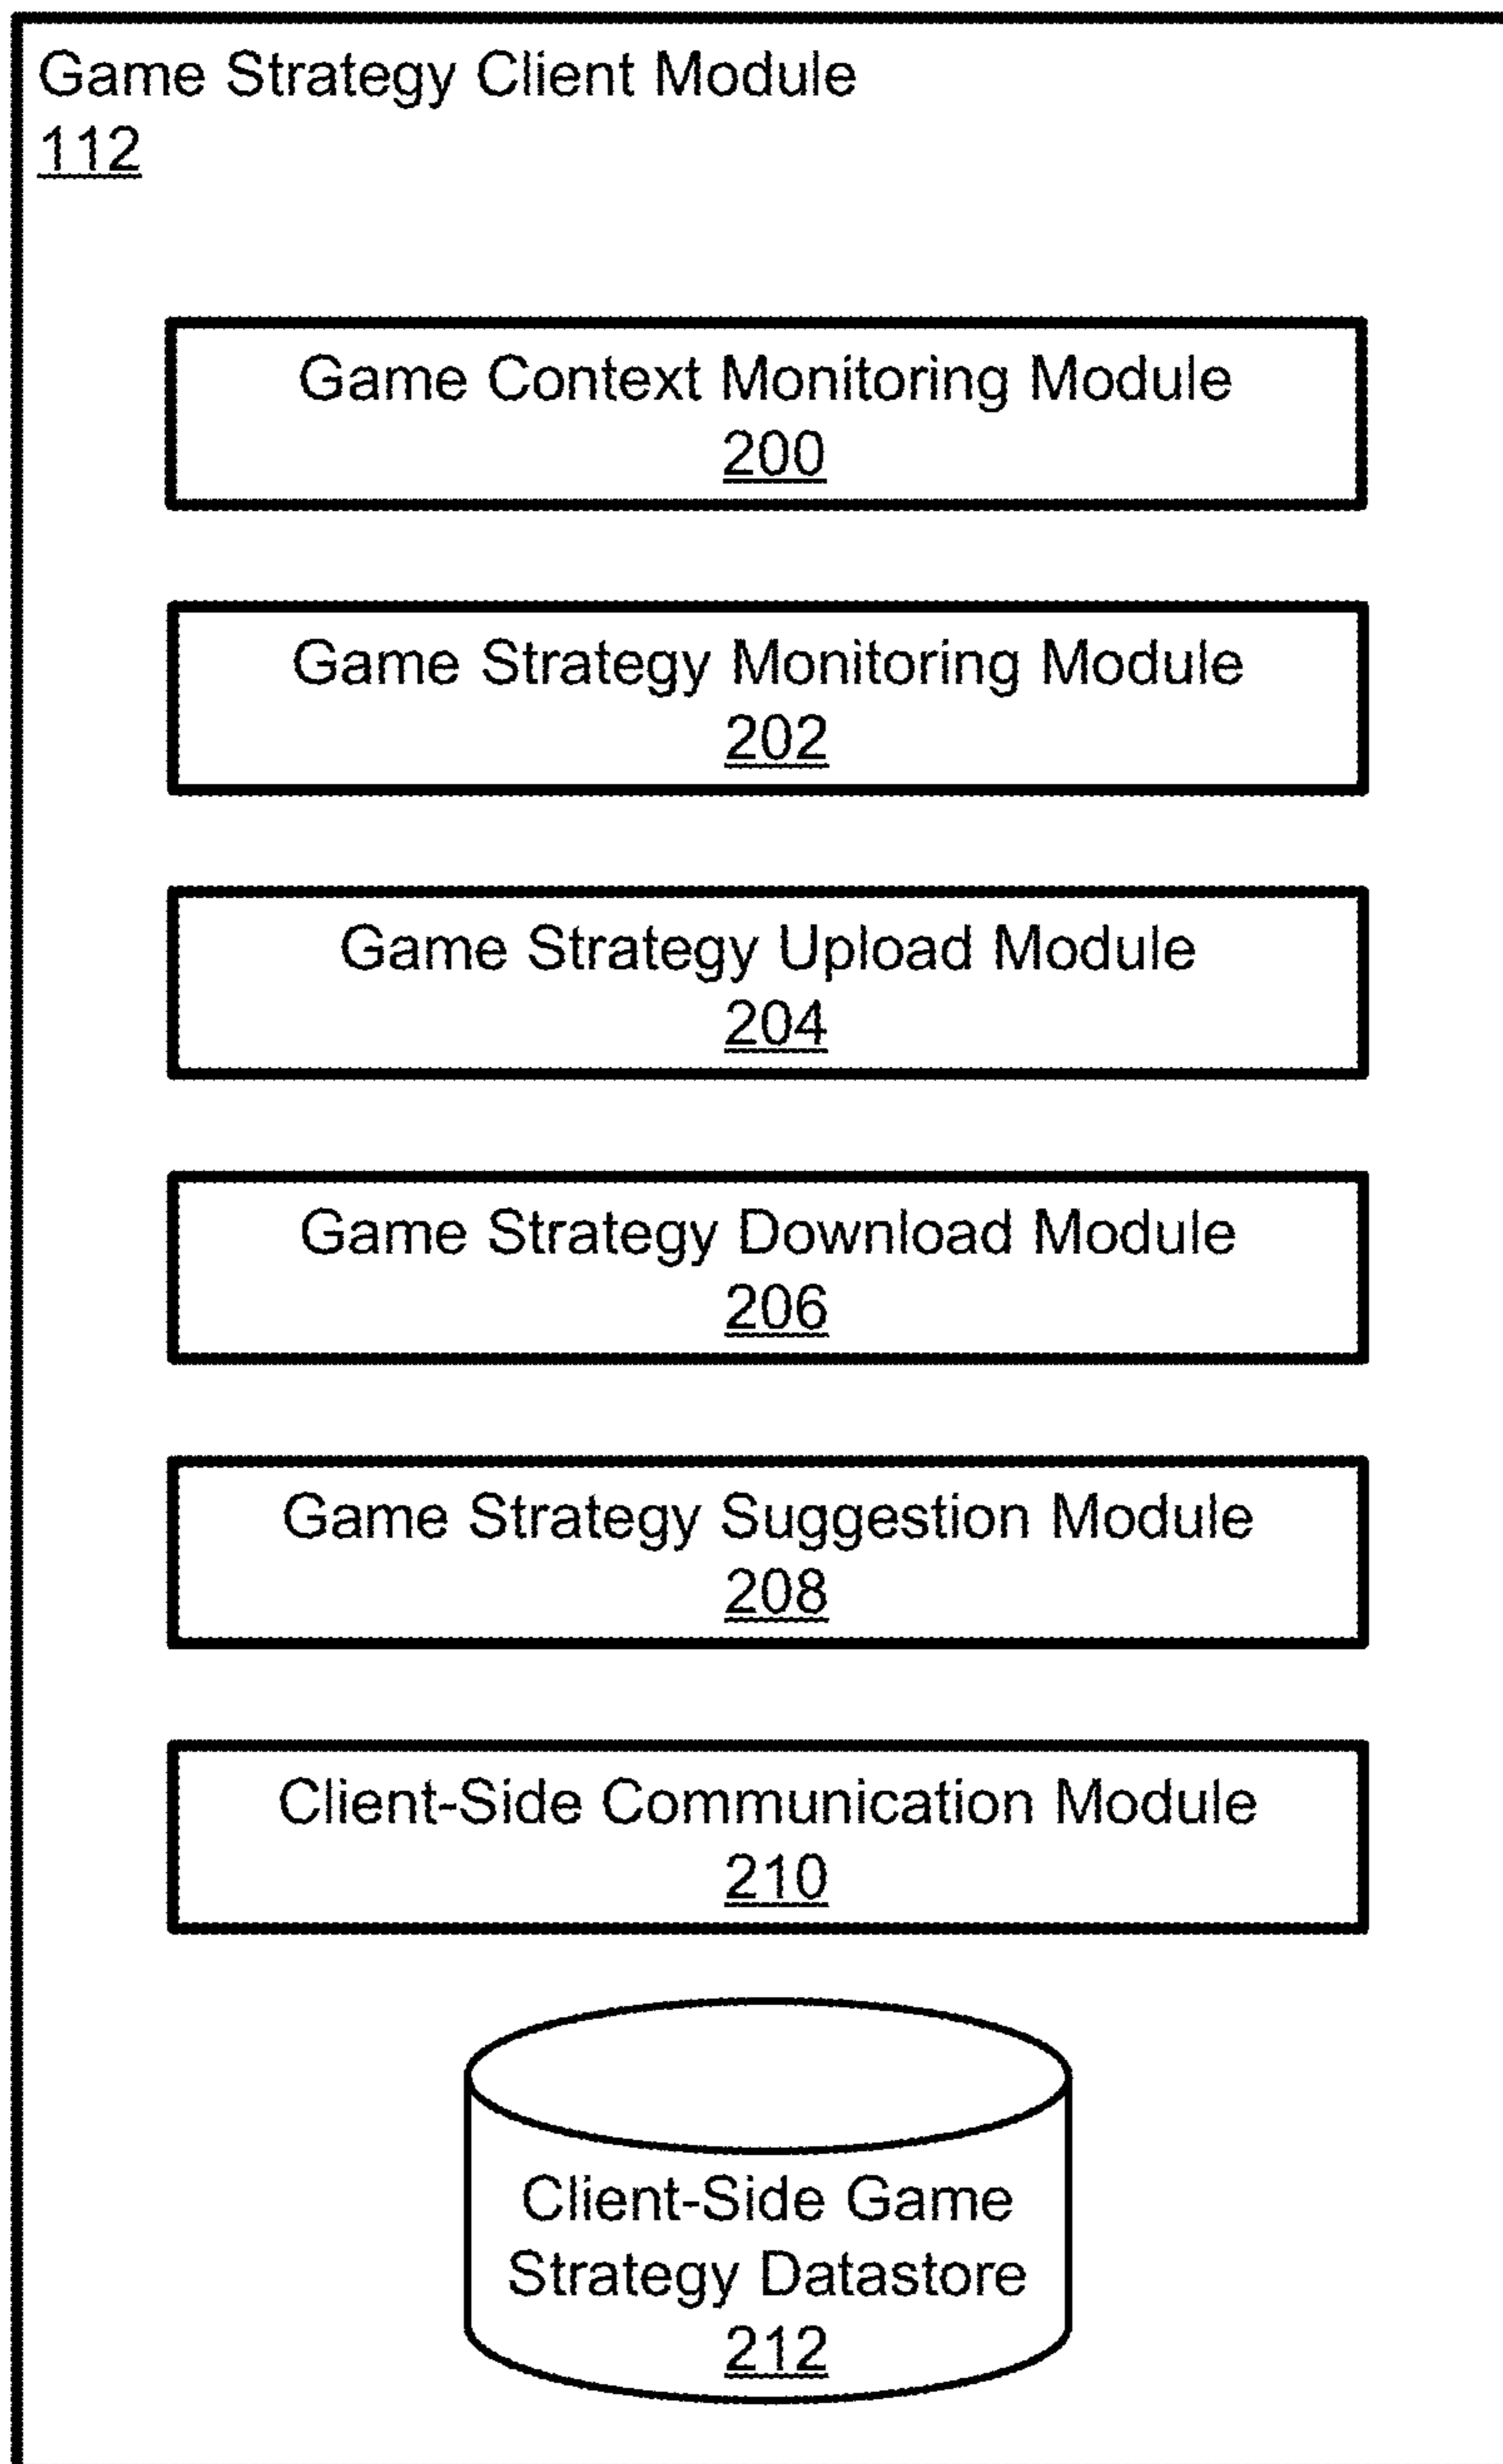 Game Strategy Client Module
112
Game Context Monitoring Module
200
Game Strategy Monitoring Module
202
Game Strategy Upload Module
204
Game Strategy Download Module
206
Game Strategy Suggestion Module
208
Client-Side Communication Module
210
Client-Side Game
Strategy Datastore
212